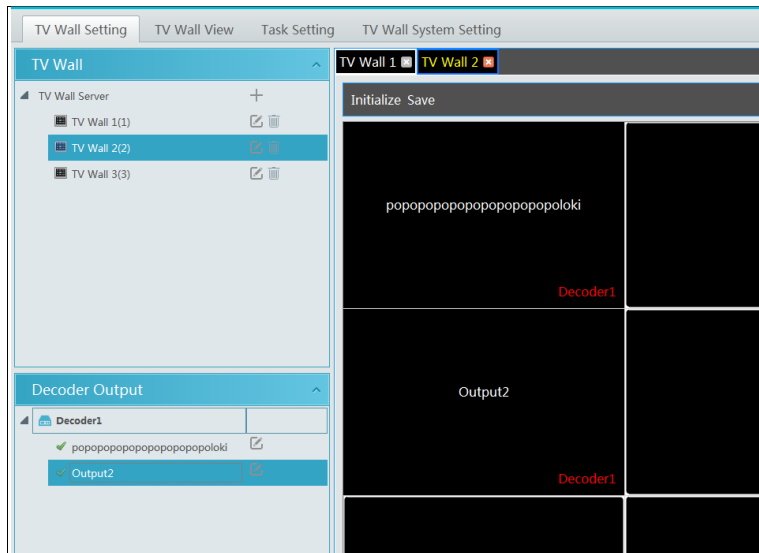 TV Wall Setting TV Wall View Task Setting TV Wall System Setting
TV Wall
TV Wall Server
TV Wall 1(1)
TV Wall 2(2)
TV Wall 3(3)
Decoder Output
Decoder1
popopopopopopopopopoloki
Output2
TV Wall 1 TV Wall 2
Initialize Save
popopopopopopopopopoloki
Decoder1
Output2
Decoder1